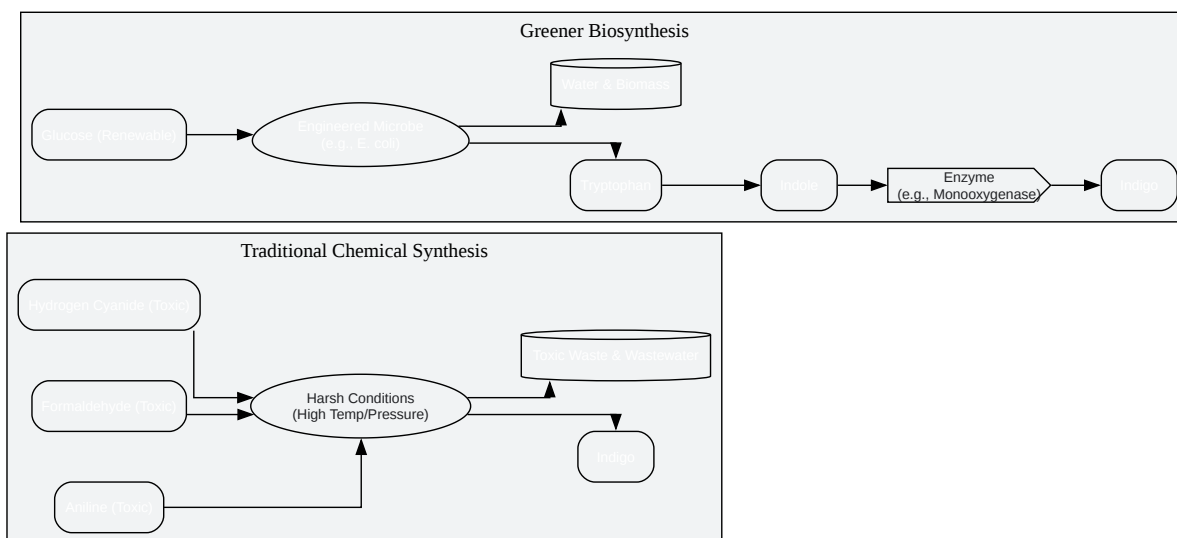 Greener Biosynthesis
Water & Biomass
Glucose (Renewable)
Engineered Microbe
(e.g., E. coli)
Tryptophan
Indole
Enzyme
(e.g., Monooxygenase)
Indigo
Traditional Chemical Synthesis
Hydrogen Cyanide (Toxic)
Toxic Waste & Wastewater
Formaldehyde (Toxic)
Harsh Conditions
(High Temp/Pressure)
Indigo
Aniline (Toxic)